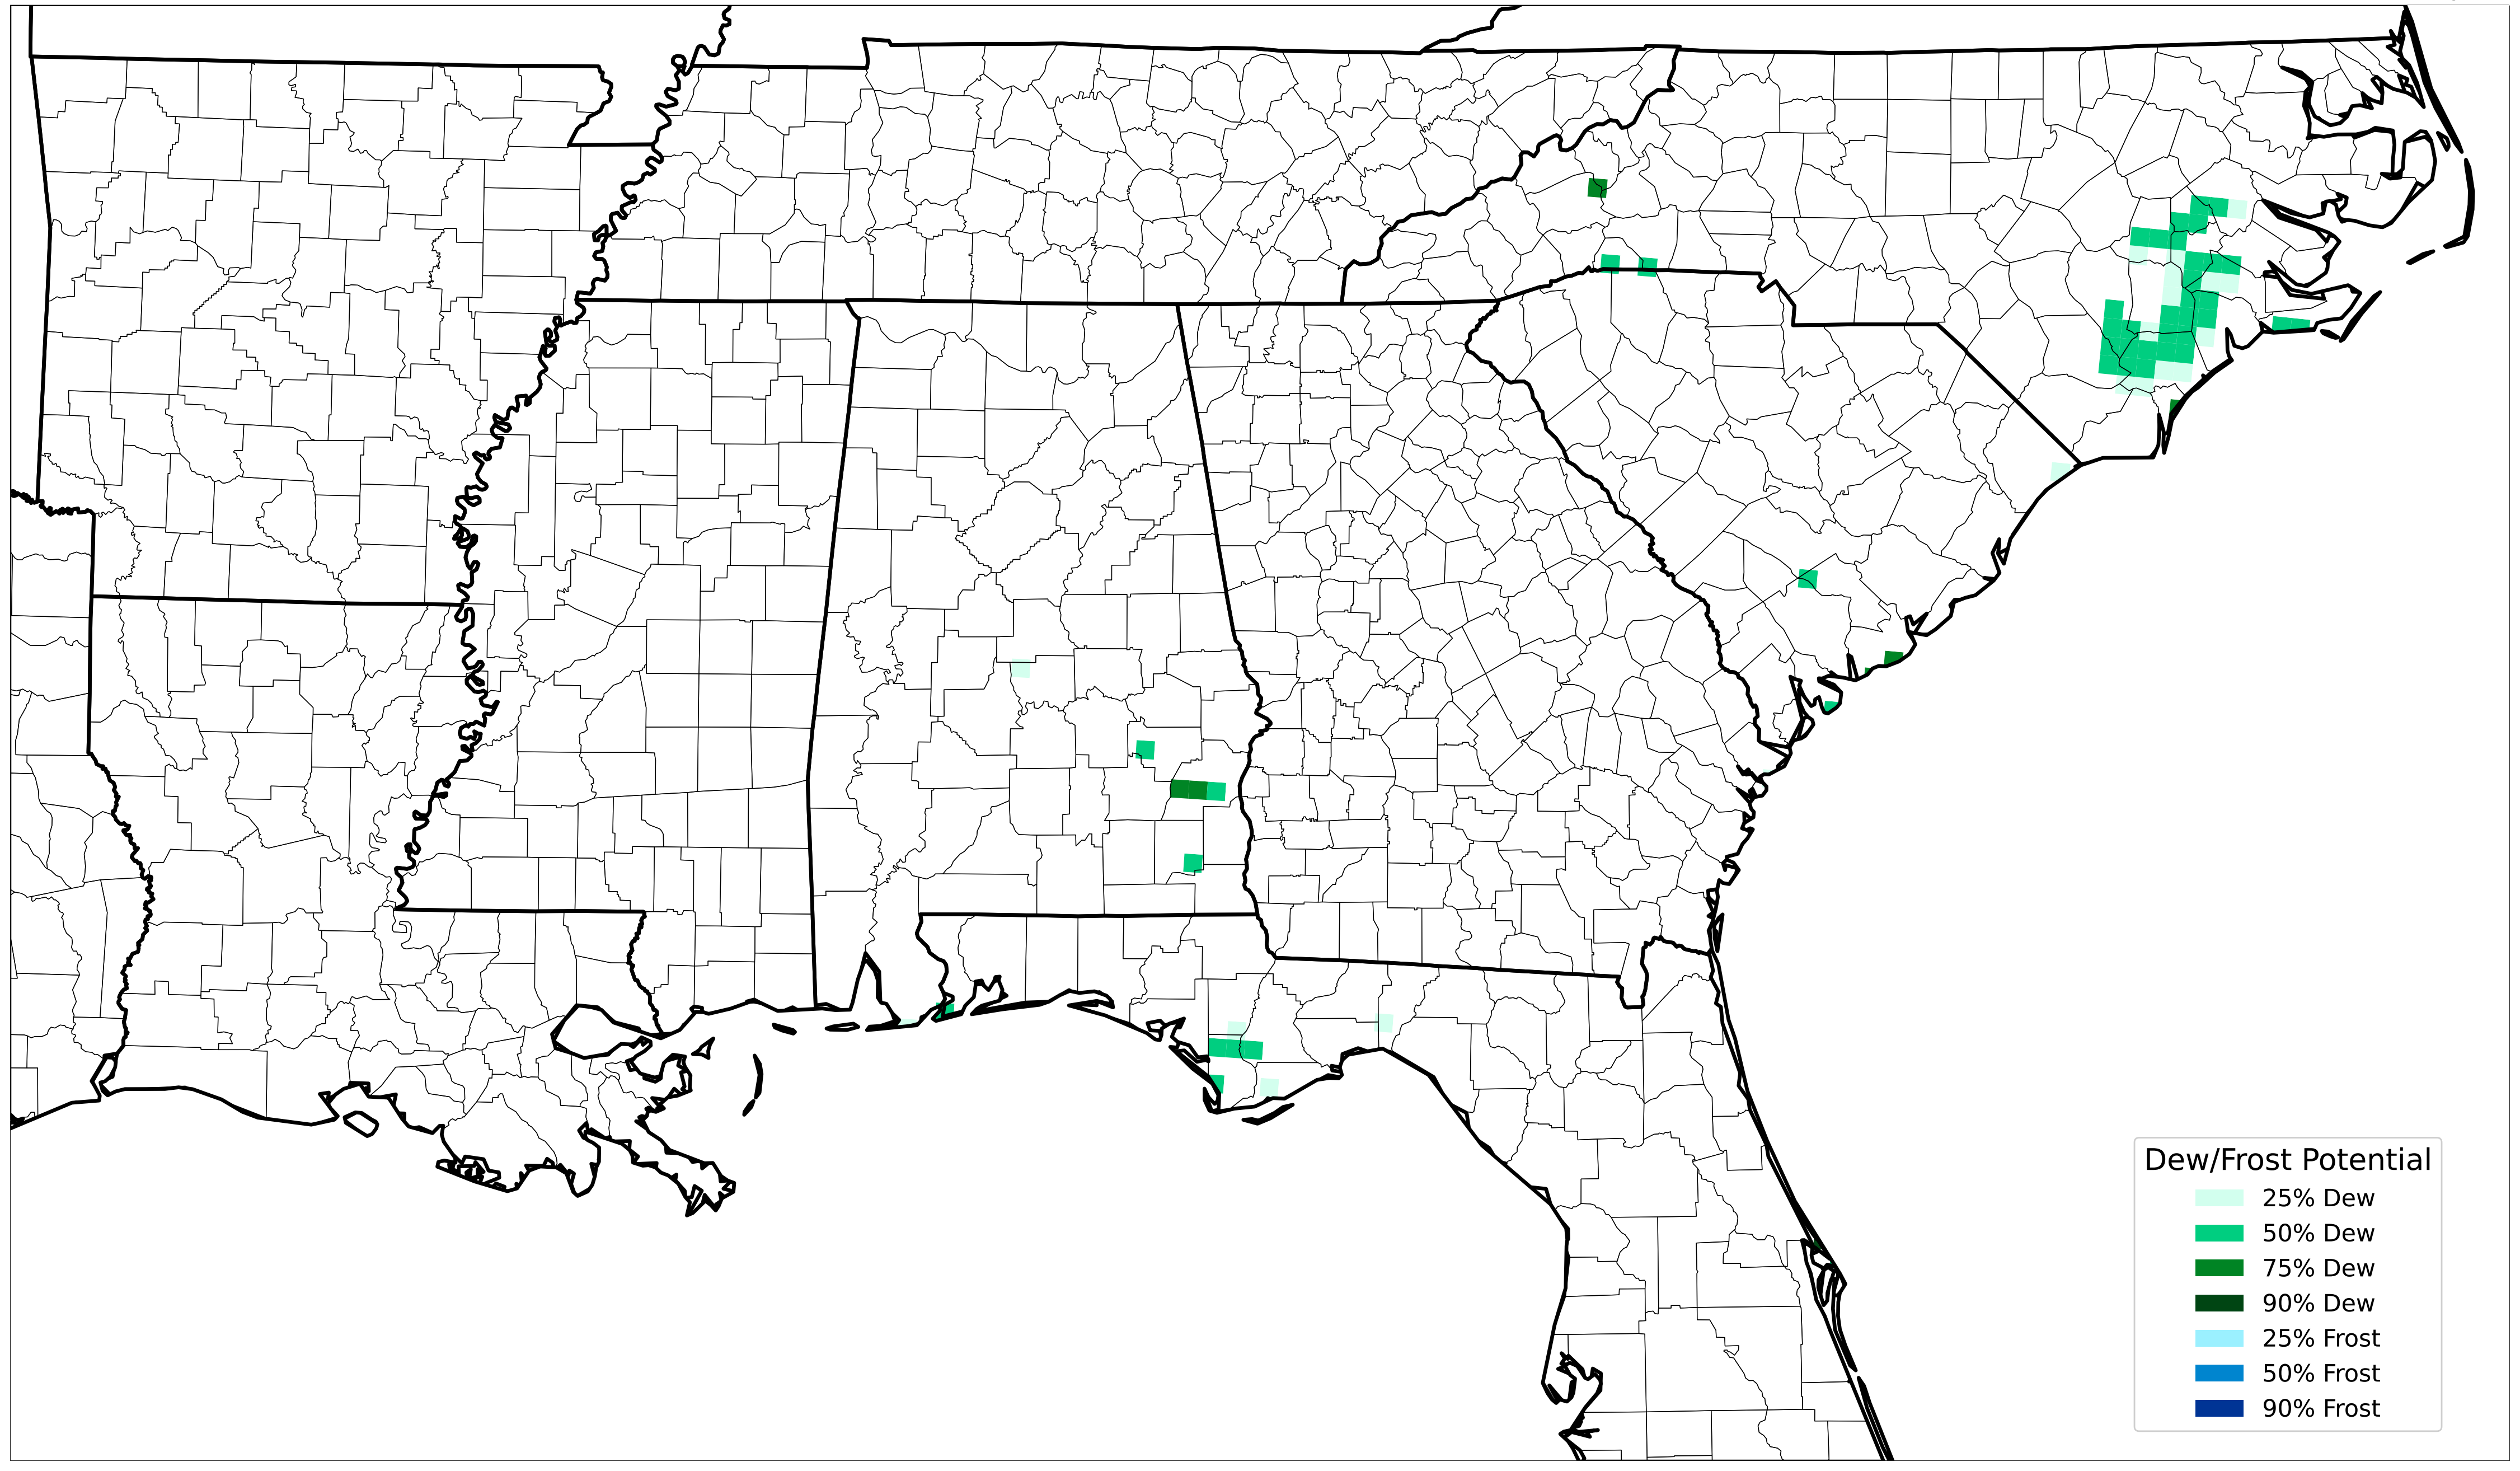 Dew/Frost Potential
25% Dew
50% Dew
75% Dew
90% Dew
25% Frost
50% Frost
90% Frost